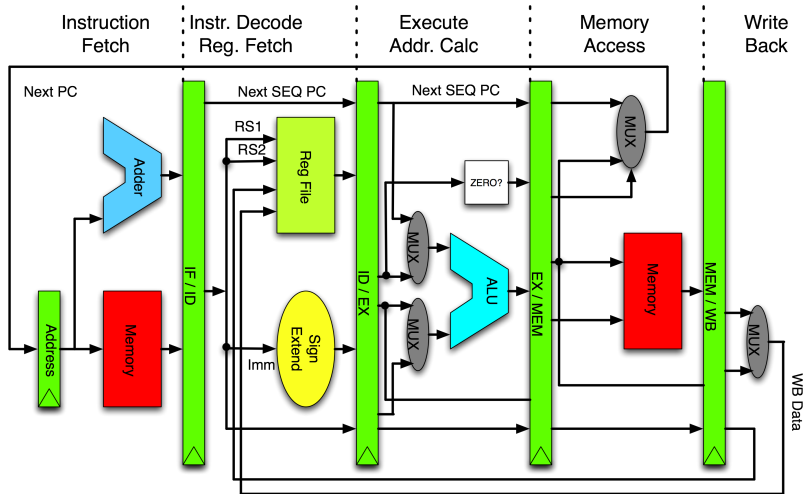 Instruction
Fetch
Instr. Decode
Reg. Fetch
Execute
Addr. Calc
Memory
Access
Write
Back
Next PC
Next SEQ PC
Next SEQ PC
RS1
RS2
Reg File
Adder
MUX
ZERO?
MUX
ALU
IF / ID
ID / EX
EX / MEM
MEM / WB
Memory
Address
Memory
Sign
Extend
Imm
MUX
MUX
WB Data